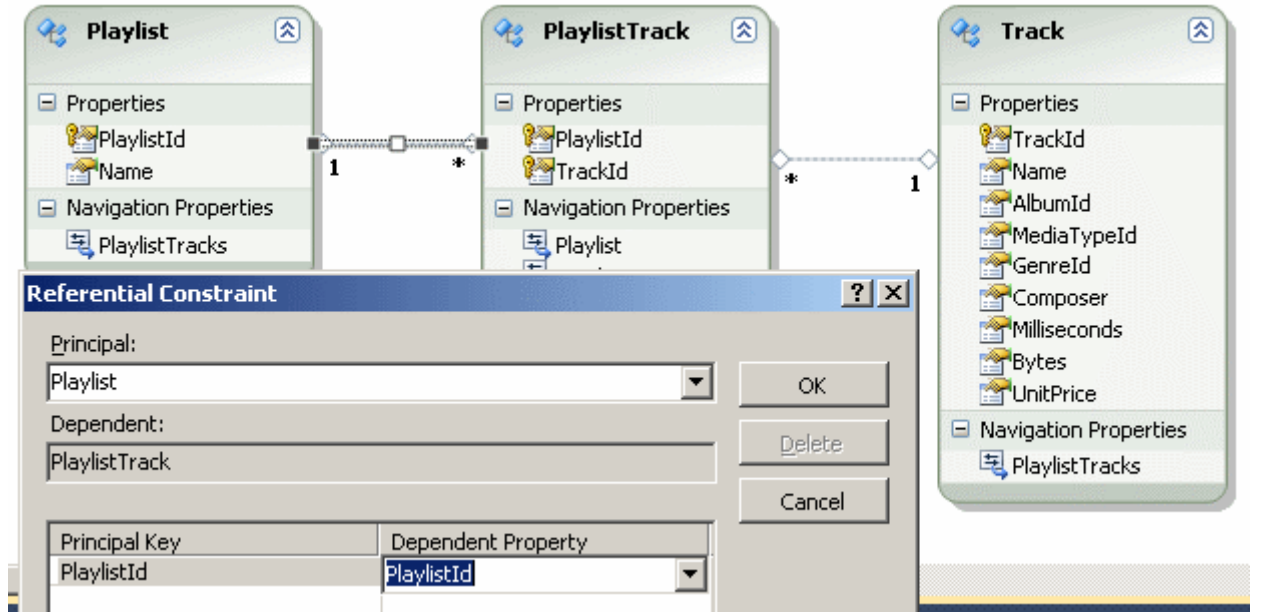 Playlist
Properties
PlaylistId
Name
Navigation Properties
PlaylistTracks
1
*
PlaylistTrack
Properties
PlaylistId
TrackId
Navigation Properties
Playlist
*
1
Track
Properties
TrackId
Name
AlbumId
MediaTypeId
GenreId
Composer
Milliseconds
Bytes
UnitPrice
Navigation Properties
PlaylistTracks
Referential Constraint
Principal:
Playlist
OK
Dependent:
Delete
PlaylistTrack
Cancel
Principal Key Dependent Property
PlaylistId PlaylistId